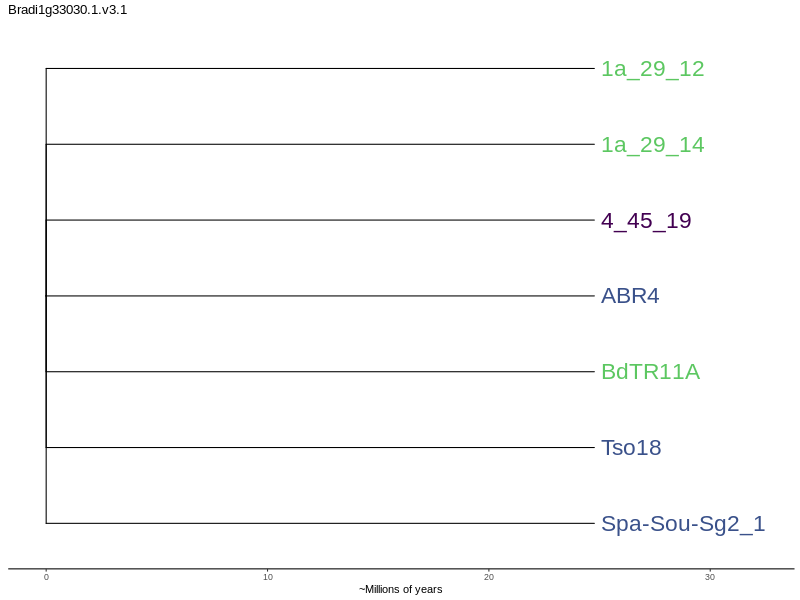 Bradi1g33030.1.v3.1
1a_29_12
1a_29_14
4_45_19
ABR4
BdTR11A
Tso18
Spa-Sou-Sg2_1
0 10 20 30
~Millions of years